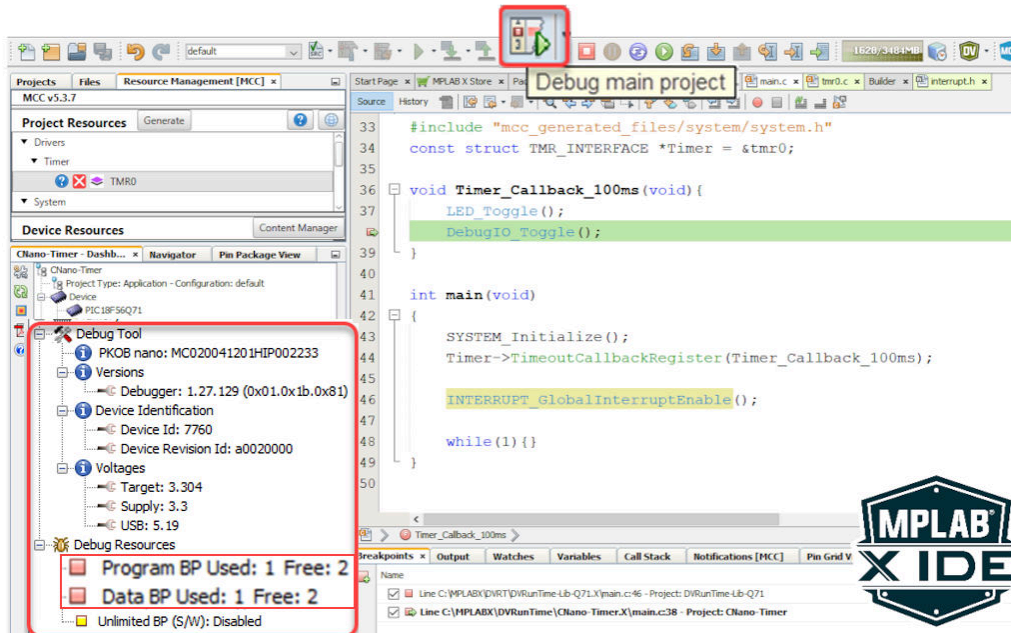 default
1620/3484MB
Debug main project
Projects Files Resource Management [MCC] ×
MCC v5.3.7
Project Resources Generate
Drivers
Timer
TMR0
System
Device Resources Content Manager
CNano-Timer - Dashb... × Navigator Pin Package View
CNano-Timer
Project Type: Application - Configuration: default
Device
PIC18F56Q71
Debug Tool
PKOB nano: MC020041201HIP002233
Versions
Debugger: 1.27.129 (0x01.0x1b.0x81)
Device Identification
Device Id: 7760
Device Revision Id: a0020000
Voltages
Target: 3.304
Supply: 3.3
USB: 5.19
Debug Resources
Program BP Used: 1 Free: 2
Data BP Used: 1 Free: 2
Unlimited BP (S/W): Disabled
Start Page × MPLAB X Store × main.c × tmr0.c × Builder × interrupt.h ×
Source History
33 #include "mcc_generated_files/system/system.h"
34 const struct TMR_INTERFACE *Timer = &tmr0;
35
36 void Timer_Callback_100ms(void){
37 LED_Toggle();
DebugIO_Toggle();
39 }
40
41 int main(void)
42 {
43 SYSTEM_Initialize();
44 Timer->TimeoutCallbackRegister(Timer_Callback_100ms);
45
46 INTERRUPT_GlobalInterruptEnable();
47
48 while(1){}
49 }
50
Timer_Callback_100ms
Breakpoints × Output Watches Variables Call Stack Notifications [MCC] Pin Grid V
Name
Line C:\MPLABX\DVRT\DVRunTime-Lib-Q71.X\main.c:46 - Project: DVRunTime-Lib-Q71
Line C:\MPLABX\DVRunTime\CNano-Timer.X\main.c:38 - Project: CNano-Timer
MPLAB®
X IDE